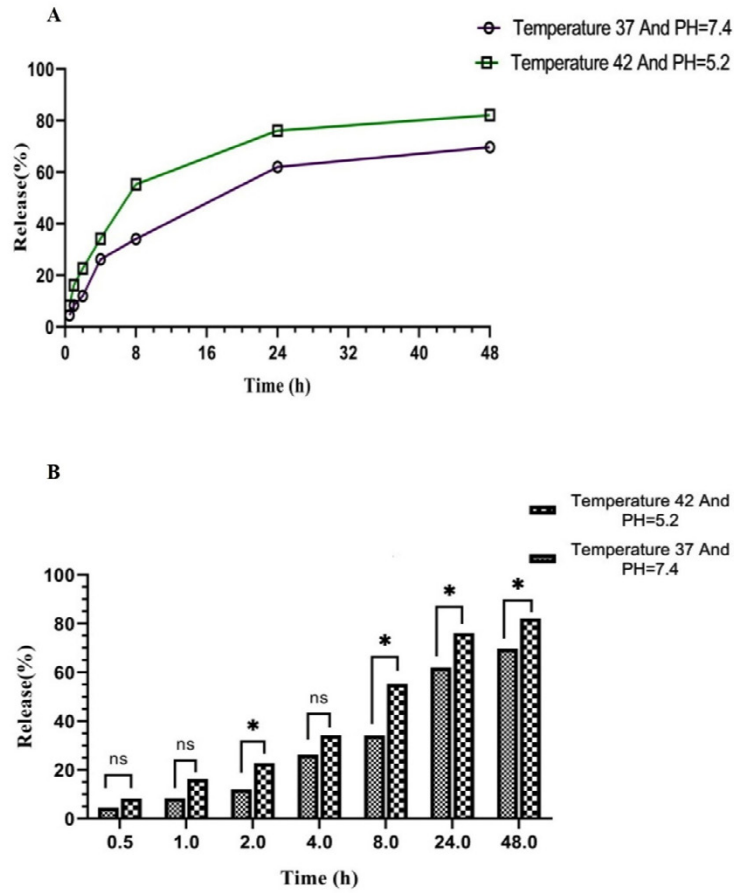 A
Temperature 37 And PH=7.4
Temperature 42 And PH=5.2
100
80
60
40
20
0
Release(%)
0 8 16 24 32 40 48
Time (h)
B
Temperature 42 And
PH=5.2
Temperature 37 And
PH=7.4
100
80
60
40
20
0
Release(%)
ns ns * ns * * *
0.5 1.0 2.0 4.0 8.0 24.0 48.0
Time (h)